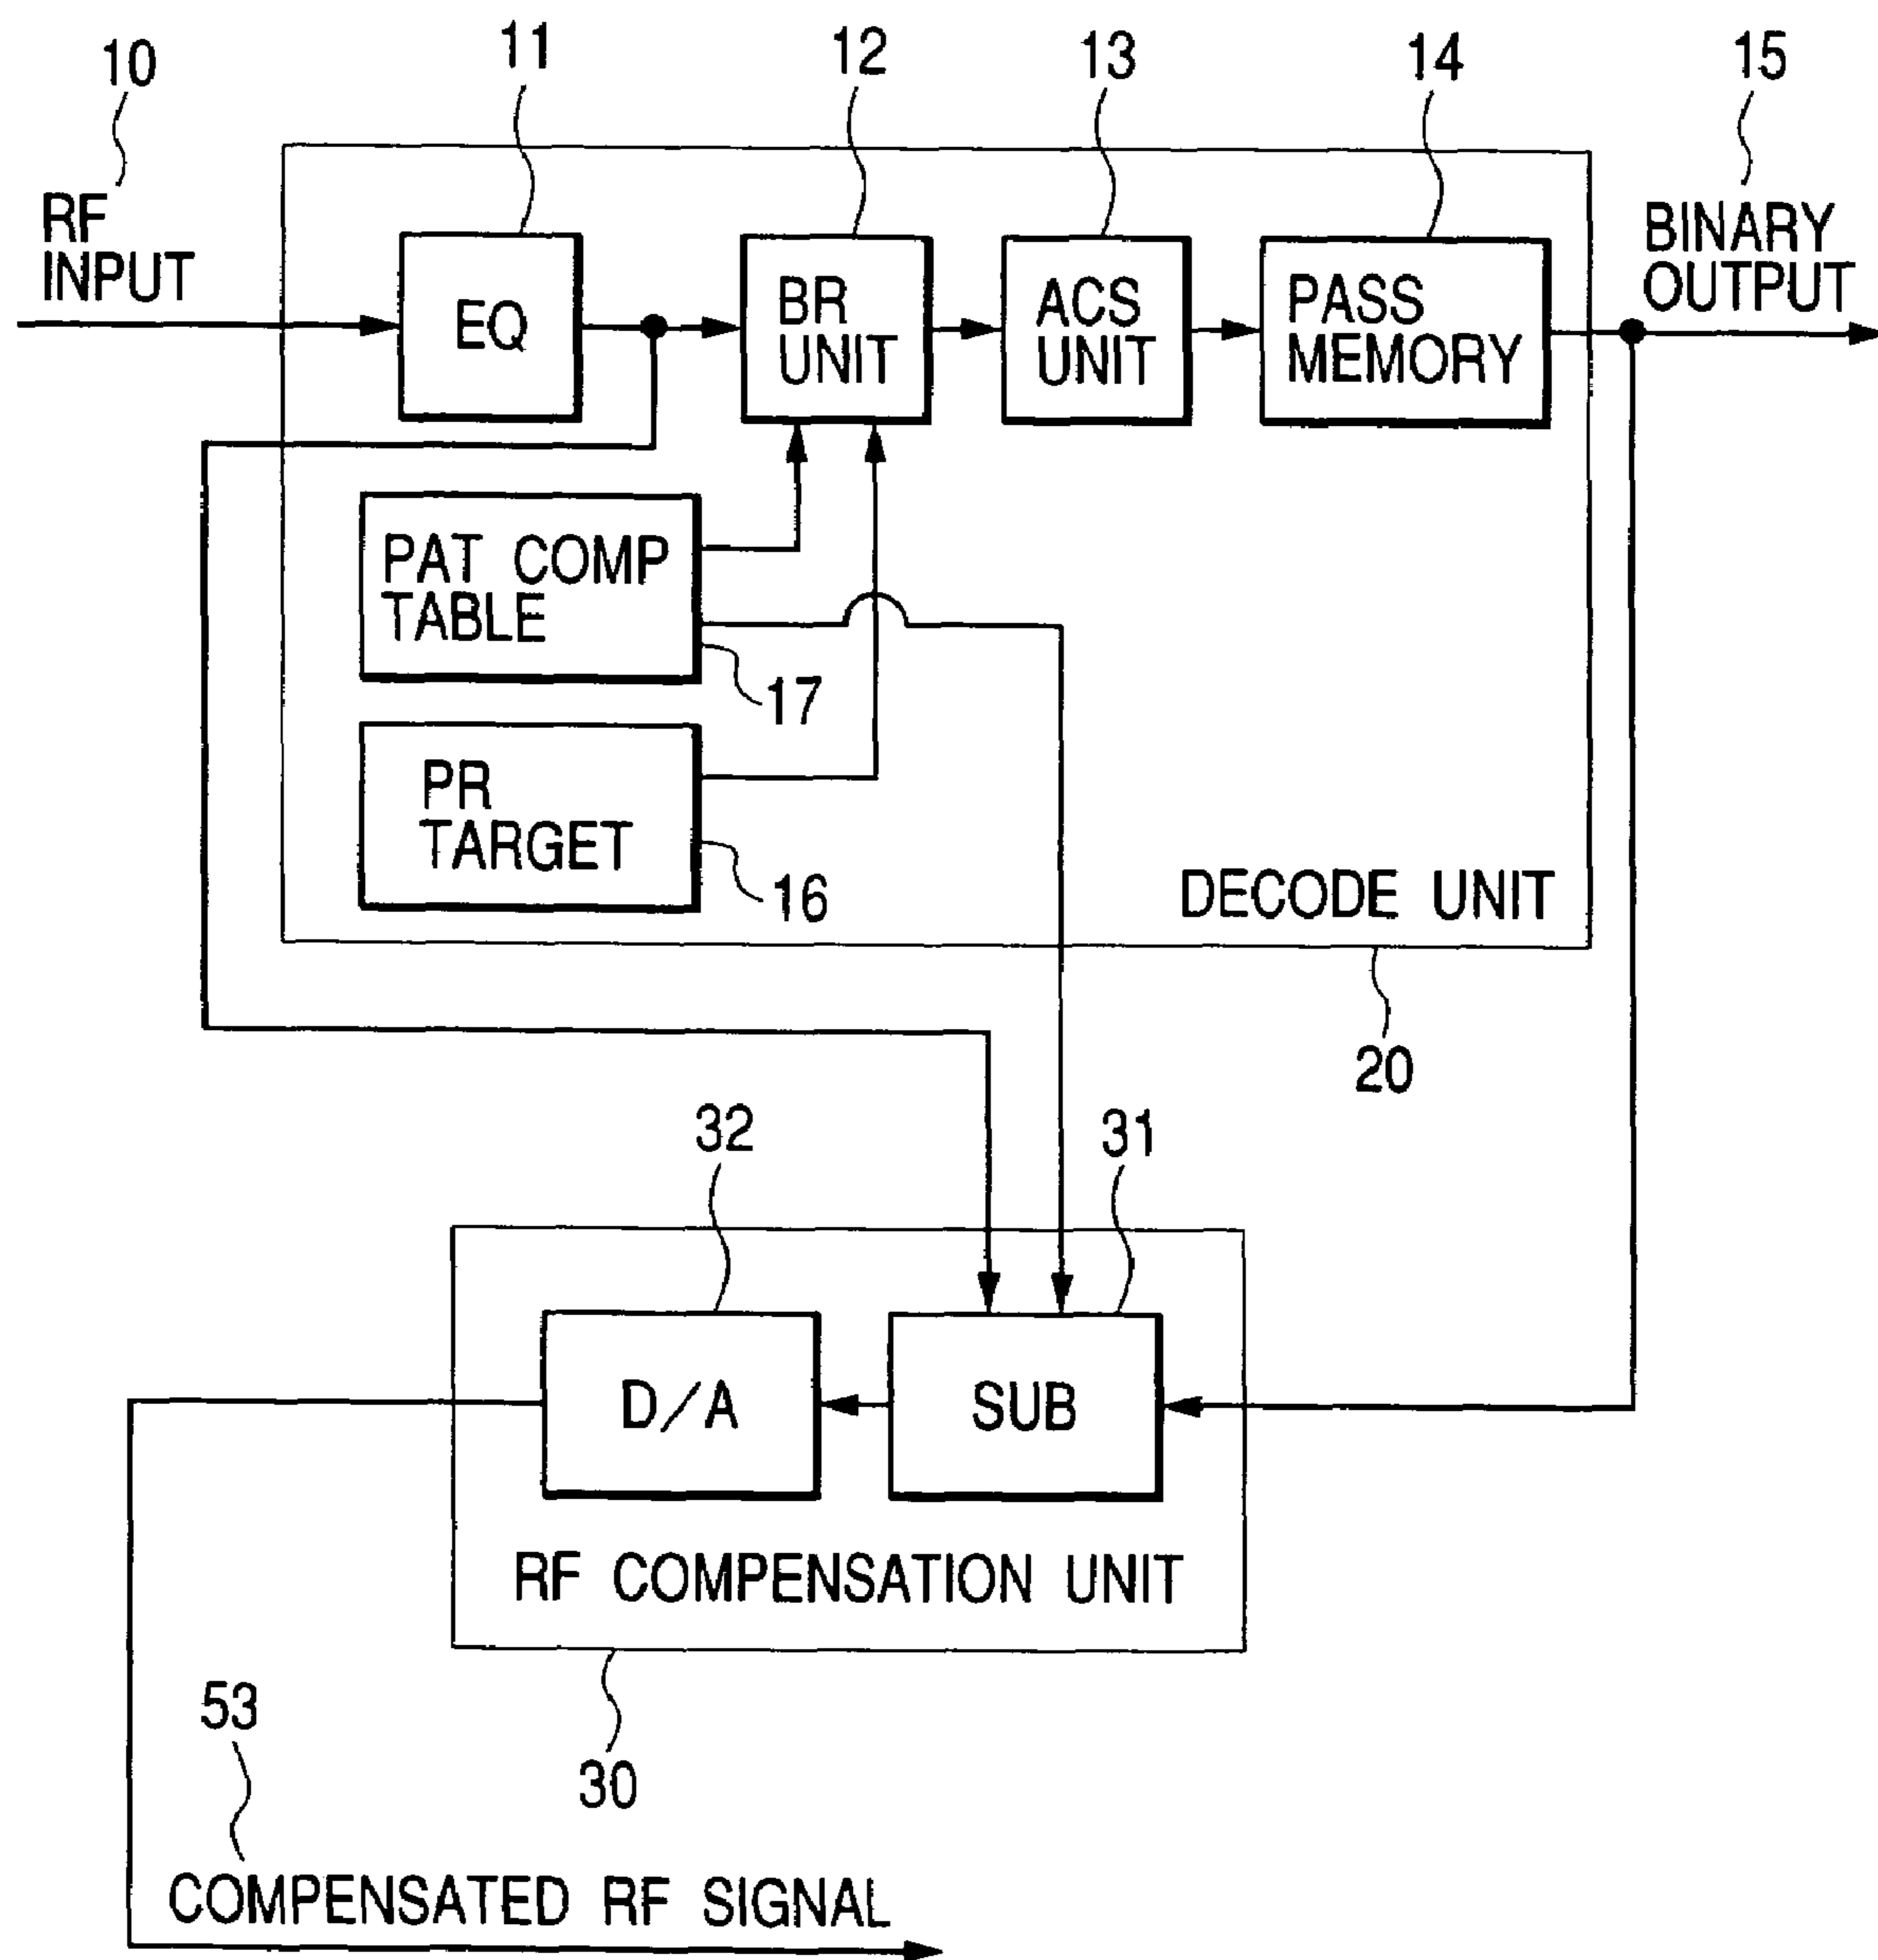 10
11
12
13
14
15
RF
INPUT
EQ
BR
UNIT
ACS
UNIT
PASS
MEMORY
BINARY
OUTPUT
PAT COMP
TABLE
17
PR
TARGET
16
DECODE UNIT
20
32
31
D/A
SUB
RF COMPENSATION UNIT
30
53
COMPENSATED RF SIGNAL